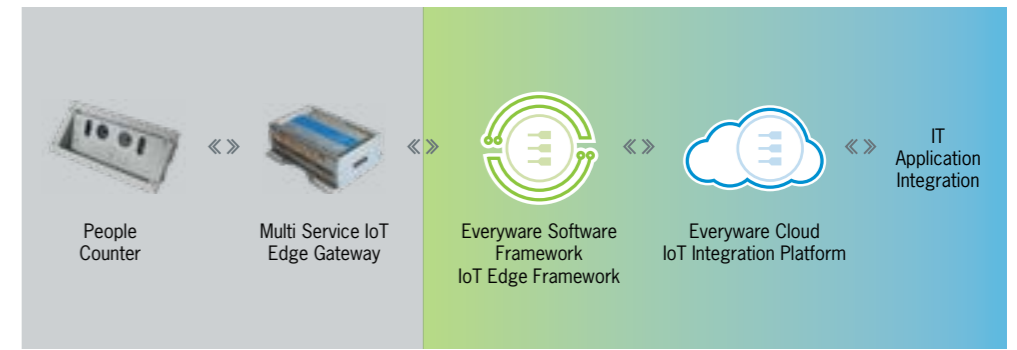 People
Counter
Multi Service IoT
Edge Gateway
Everyware Software
Framework
IoT Edge Framework
Everyware Cloud
IoT Integration Platform
IT
Application
Integration